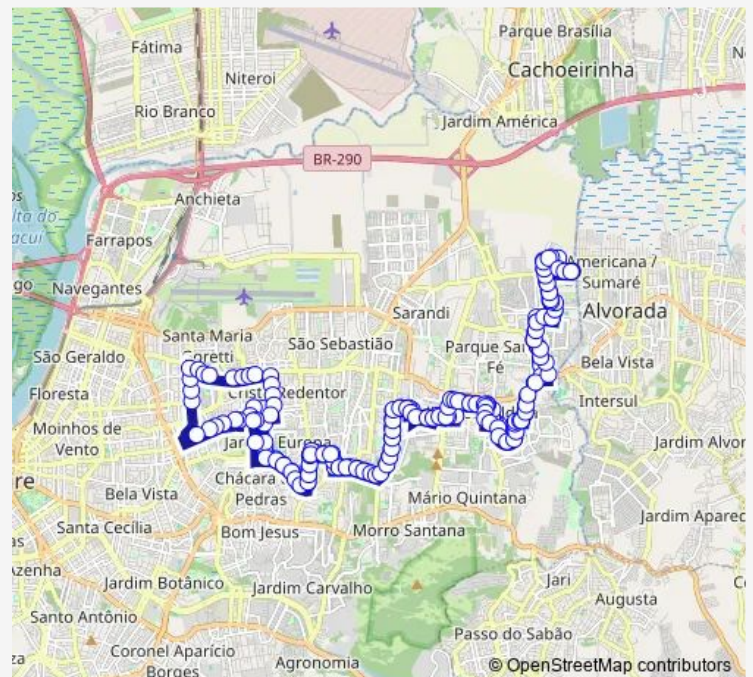 Parque Brasília
Fátima
Niteroi
Cachoeirinha
Rio Branco
Jardim América
BR-290
Anchieta
Farrapos
Americana /
Sumaré
Navegantes
Alvorada
Sarandi
Santa Maria
Goretti
São Sebastião
São Geraldo
Parque Sa
Fé
Bela Vista
Floresta
Cristo Redentor
Intersul
Moinhos de
Vento
Jardim Europa
Jardim Alvor
re
Chácara
Pedras
Bela Vista
Mário Quintana
Jardim Aparec
Santa Cecília
Bom Jesus
Morro Santana
Azenha
Jardim Botânico
Jardim Carvalho
Jari
Augusta
Santo Antônio
Passo do Sabão
Coronel Aparício
Borges
Agronomia
© OpenStreetMap contributors